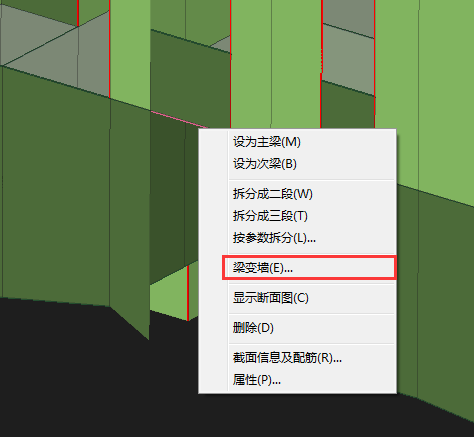 设为主梁(M)
设为次梁(B)
拆分成二段(W)
拆分成三段(T)
按参数拆分(L)...
梁变墙(E)...
显示断面图(C)
删除(D)
截面信息及配筋(R)...
属性(P)...